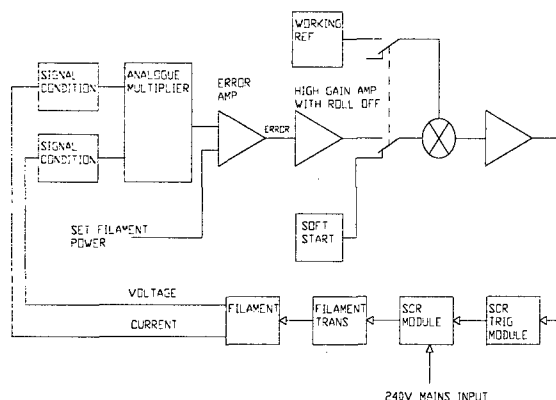 WORKING
REF
SIGNAL
CONDITION
ANALOGUE
MULTIPLIER
ERROR
AMP
HIGH GAIN AMP
WITH ROLL OFF
ERROR
SIGNAL
CONDITION
SET FILAMENT
POWER
SOFT
START
VOLTAGE
CURRENT
FILAMENT
FILAMENT
TRANS
SCR
MODULE
SCR
TRIG
MODULE
240V MAINS INPUT